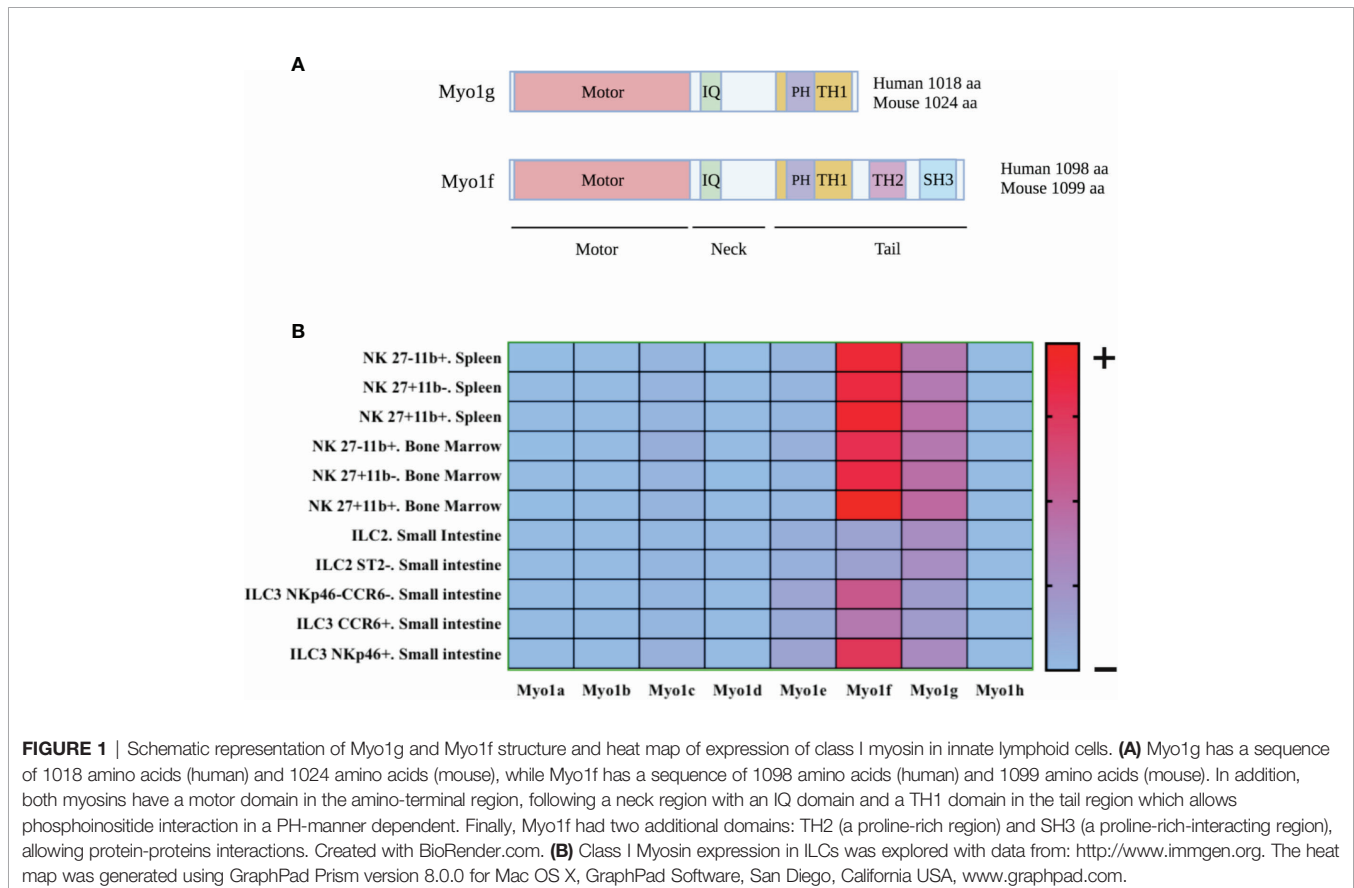 A
Myo1g
Motor
IQ
PH
TH1
Human 1018 aa
Mouse 1024 aa
Myo1f
Motor
IQ
PH
TH1
TH2
SH3
Human 1098 aa
Mouse 1099 aa
Motor
Neck
Tail
B
NK 27-11b+. Spleen
NK 27+11b-. Spleen
NK 27+11b+. Spleen
NK 27-11b+. Bone Marrow
NK 27+11b-. Bone Marrow
NK 27+11b+. Bone Marrow
ILC2. Small Intestine
ILC2 ST2-. Small intestine
ILC3 NKp46-CCR6-. Small intestine
ILC3 CCR6+. Small intestine
ILC3 NKp46+. Small intestine
+
−
Myo1a Myo1b Myo1c Myo1d Myo1e Myo1f Myo1g Myo1h
FIGURE 1 | Schematic representation of Myo1g and Myo1f structure and heat map of expression of class I myosin in innate lymphoid cells. (A) Myo1g has a sequence
of 1018 amino acids (human) and 1024 amino acids (mouse), while Myo1f has a sequence of 1098 amino acids (human) and 1099 amino acids (mouse). In addition,
both myosins have a motor domain in the amino-terminal region, following a neck region with an IQ domain and a TH1 domain in the tail region which allows
phosphoinositide interaction in a PH-manner dependent. Finally, Myo1f had two additional domains: TH2 (a proline-rich region) and SH3 (a proline-rich-interacting region),
allowing protein-proteins interactions. Created with BioRender.com. (B) Class I Myosin expression in ILCs was explored with data from: http://www.immgen.org. The heat
map was generated using GraphPad Prism version 8.0.0 for Mac OS X, GraphPad Software, San Diego, California USA, www.graphpad.com.